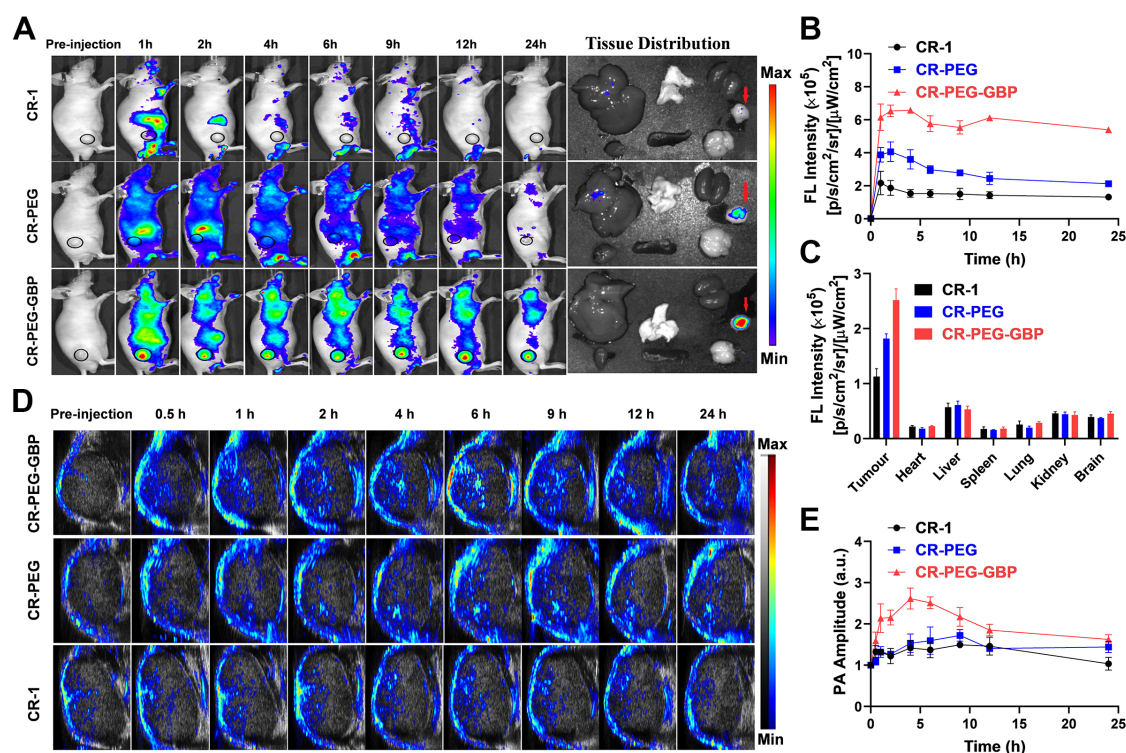 A
Pre-injection 1h 2h 4h 6h 9h 12h 24h Tissue Distribution
CR-1
CR-PEG
CR-PEG-GBP
Max
Min
B
CR-1
CR-PEG
CR-PEG-GBP
FL Intensity (×10⁵)
[p/s/cm²/sr]/[μW/cm²]
10
8
6
4
2
0
0 5 10 15 20 25
Time (h)
C
CR-1
CR-PEG
CR-PEG-GBP
FL Intensity (×10⁵)
[p/s/cm²/sr]/[μW/cm²]
3
2
1
0
Tumour Heart Liver Spleen Lung Kidney Brain
D
Pre-injection 0.5 h 1 h 2 h 4 h 6 h 9 h 12 h 24 h
CR-PEG-GBP
CR-PEG
CR-1
Max
Min
E
CR-1
CR-PEG
CR-PEG-GBP
PA Amplitude (a.u.)
4
3
2
1
0
0 5 10 15 20 25
Time (h)